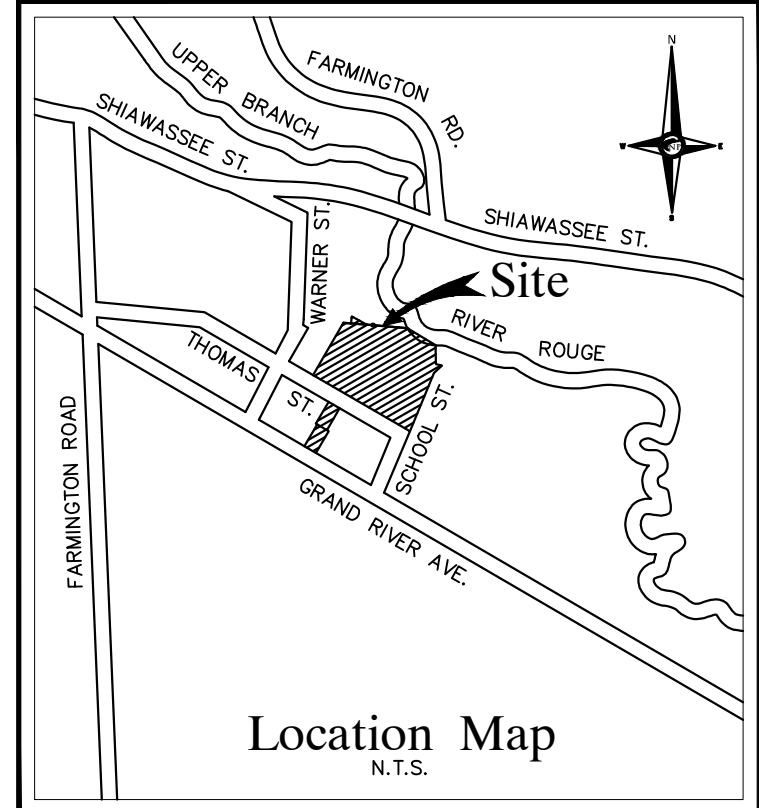 FARMINGTON RD.
UPPER BRANCH
SHIAWASSEE ST.
N
W
E
S
SHIAWASSEE ST.
WARNER ST.
Site
RIVER ROUGE
THOMAS ST.
SCHOOL ST.
FARMINGTON ROAD
GRAND RIVER AVE.
Location Map
N.T.S.